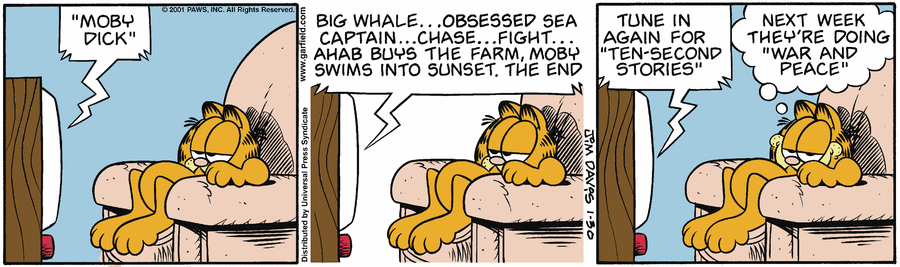 © 2001 PAWS, INC. All Rights Reserved.
"MOBY
DICK"
www.garfield.com
Distributed by Universal Press Syndicate
BIG WHALE...OBSESSED SEA
CAPTAIN...CHASE...FIGHT...
AHAB BUYS THE FARM, MOBY
SWIMS INTO SUNSET. THE END
JIM DAVIS 1-30
TUNE IN
AGAIN FOR
"TEN-SECOND
STORIES"
NEXT WEEK
THEY'RE DOING
"WAR AND
PEACE"